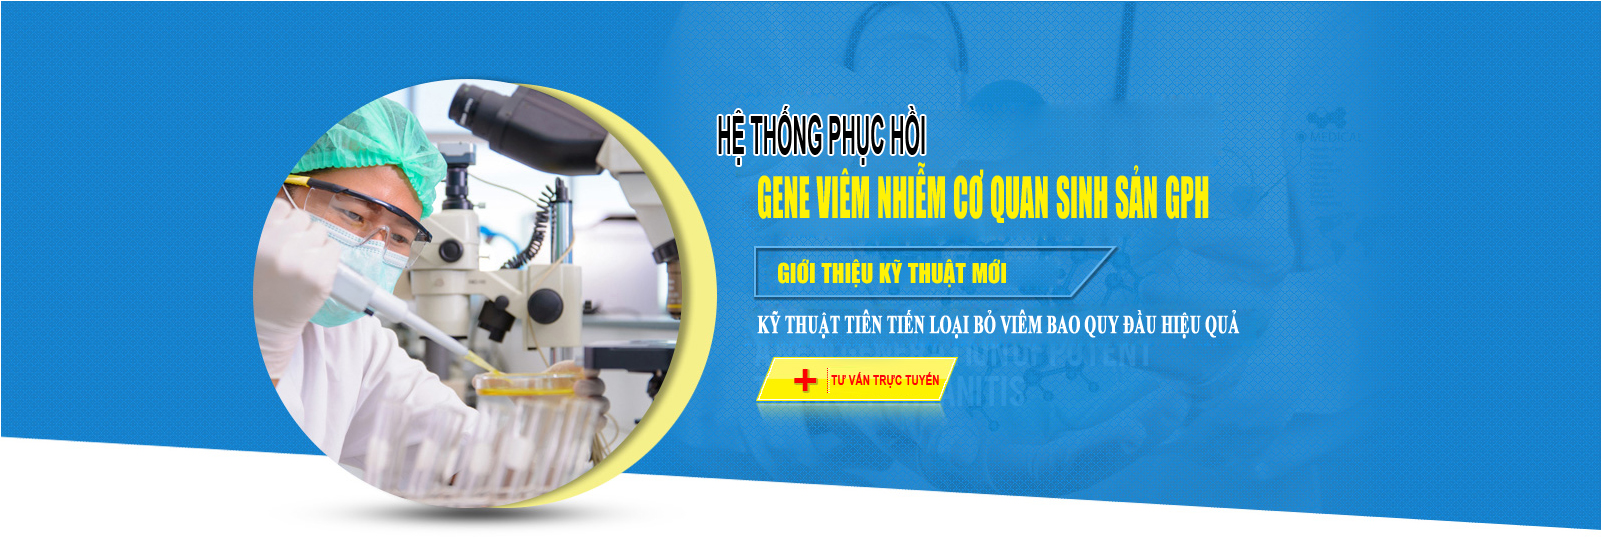 HỆ THỐNG PHỤC HỒI
GENE VIÊM NHIỄM CƠ QUAN SINH SẢN GPH
GIỚI THIỆU KỸ THUẬT MỚI
KỸ THUẬT TIÊN TIẾN LOẠI BỎ VIÊM BAO QUY ĐẦU HIỆU QUẢ
TƯ VẤN TRỰC TUYẾN
MEDICAL